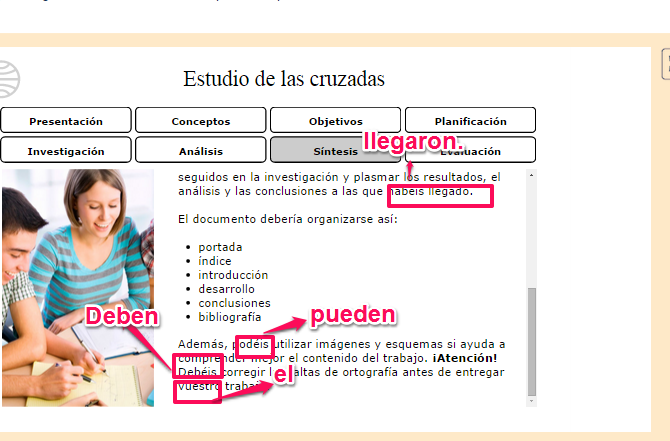 Estudio de las cruzadas
Presentación
Conceptos
Objetivos
Planificación
Investigación
Análisis
Síntesis
Evaluación
llegaron.
seguidos en la investigación y plasmar los resultados, el
análisis y las conclusiones a las que habéis llegado.
El documento debería organizarse así:
portada
índice
introducción
desarrollo
conclusiones
bibliografía
Deben
pueden
Además, podéis utilizar imágenes y esquemas si ayuda a
comprender mejor el contenido del trabajo. ¡Atención!
Debéis corregir las faltas de ortografía antes de entregar
vuestro trabajo.
el